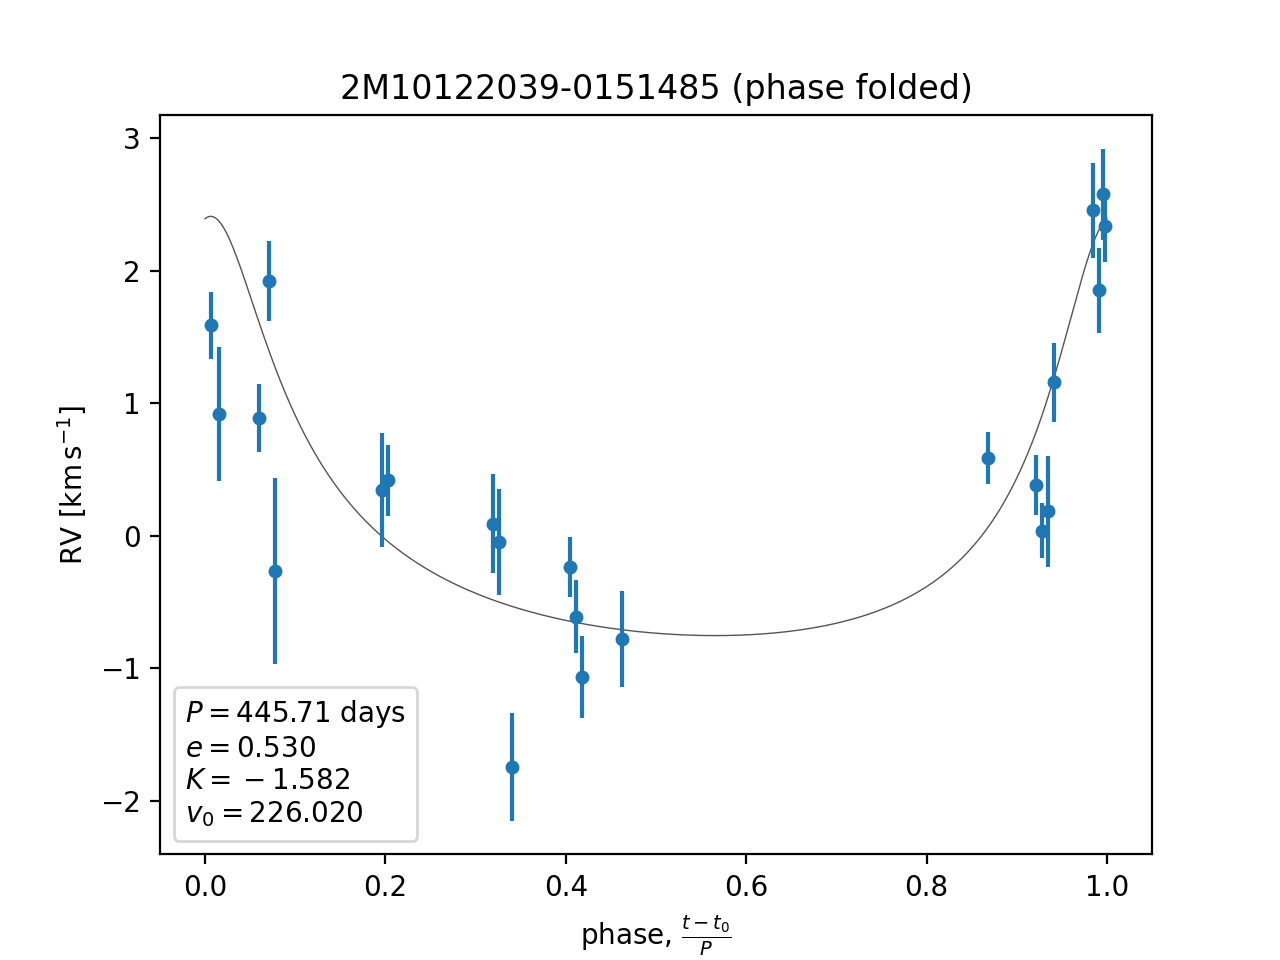 2M10122039-0151485 (phase folded)
RV [km s⁻¹]
3
2
1
0
−1
−2
P = 445.71 days
e = 0.530
K = −1.582
v₀ = 226.020
0.0 0.2 0.4 0.6 0.8 1.0
phase, (t − t₀)/P